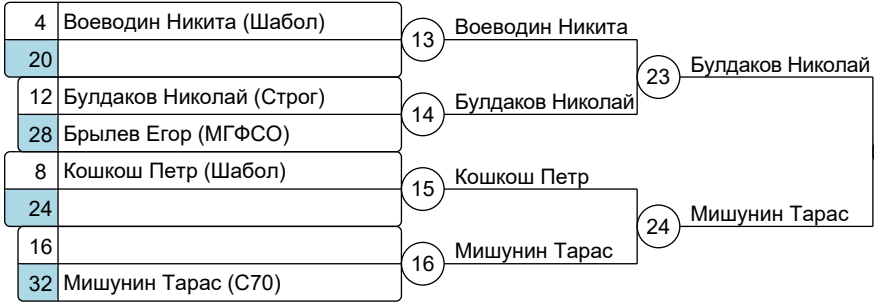 4 Воеводин Никита (Шабол)
20
12 Булдаков Николай (Строг)
28 Брылев Егор (МГФСО)
8 Кошкош Петр (Шабол)
24
16
32 Мишунин Тарас (С70)
13 Воеводин Никита
14 Булдаков Николай
15 Кошкош Петр
16 Мишунин Тарас
23 Булдаков Николай
24 Мишунин Тарас